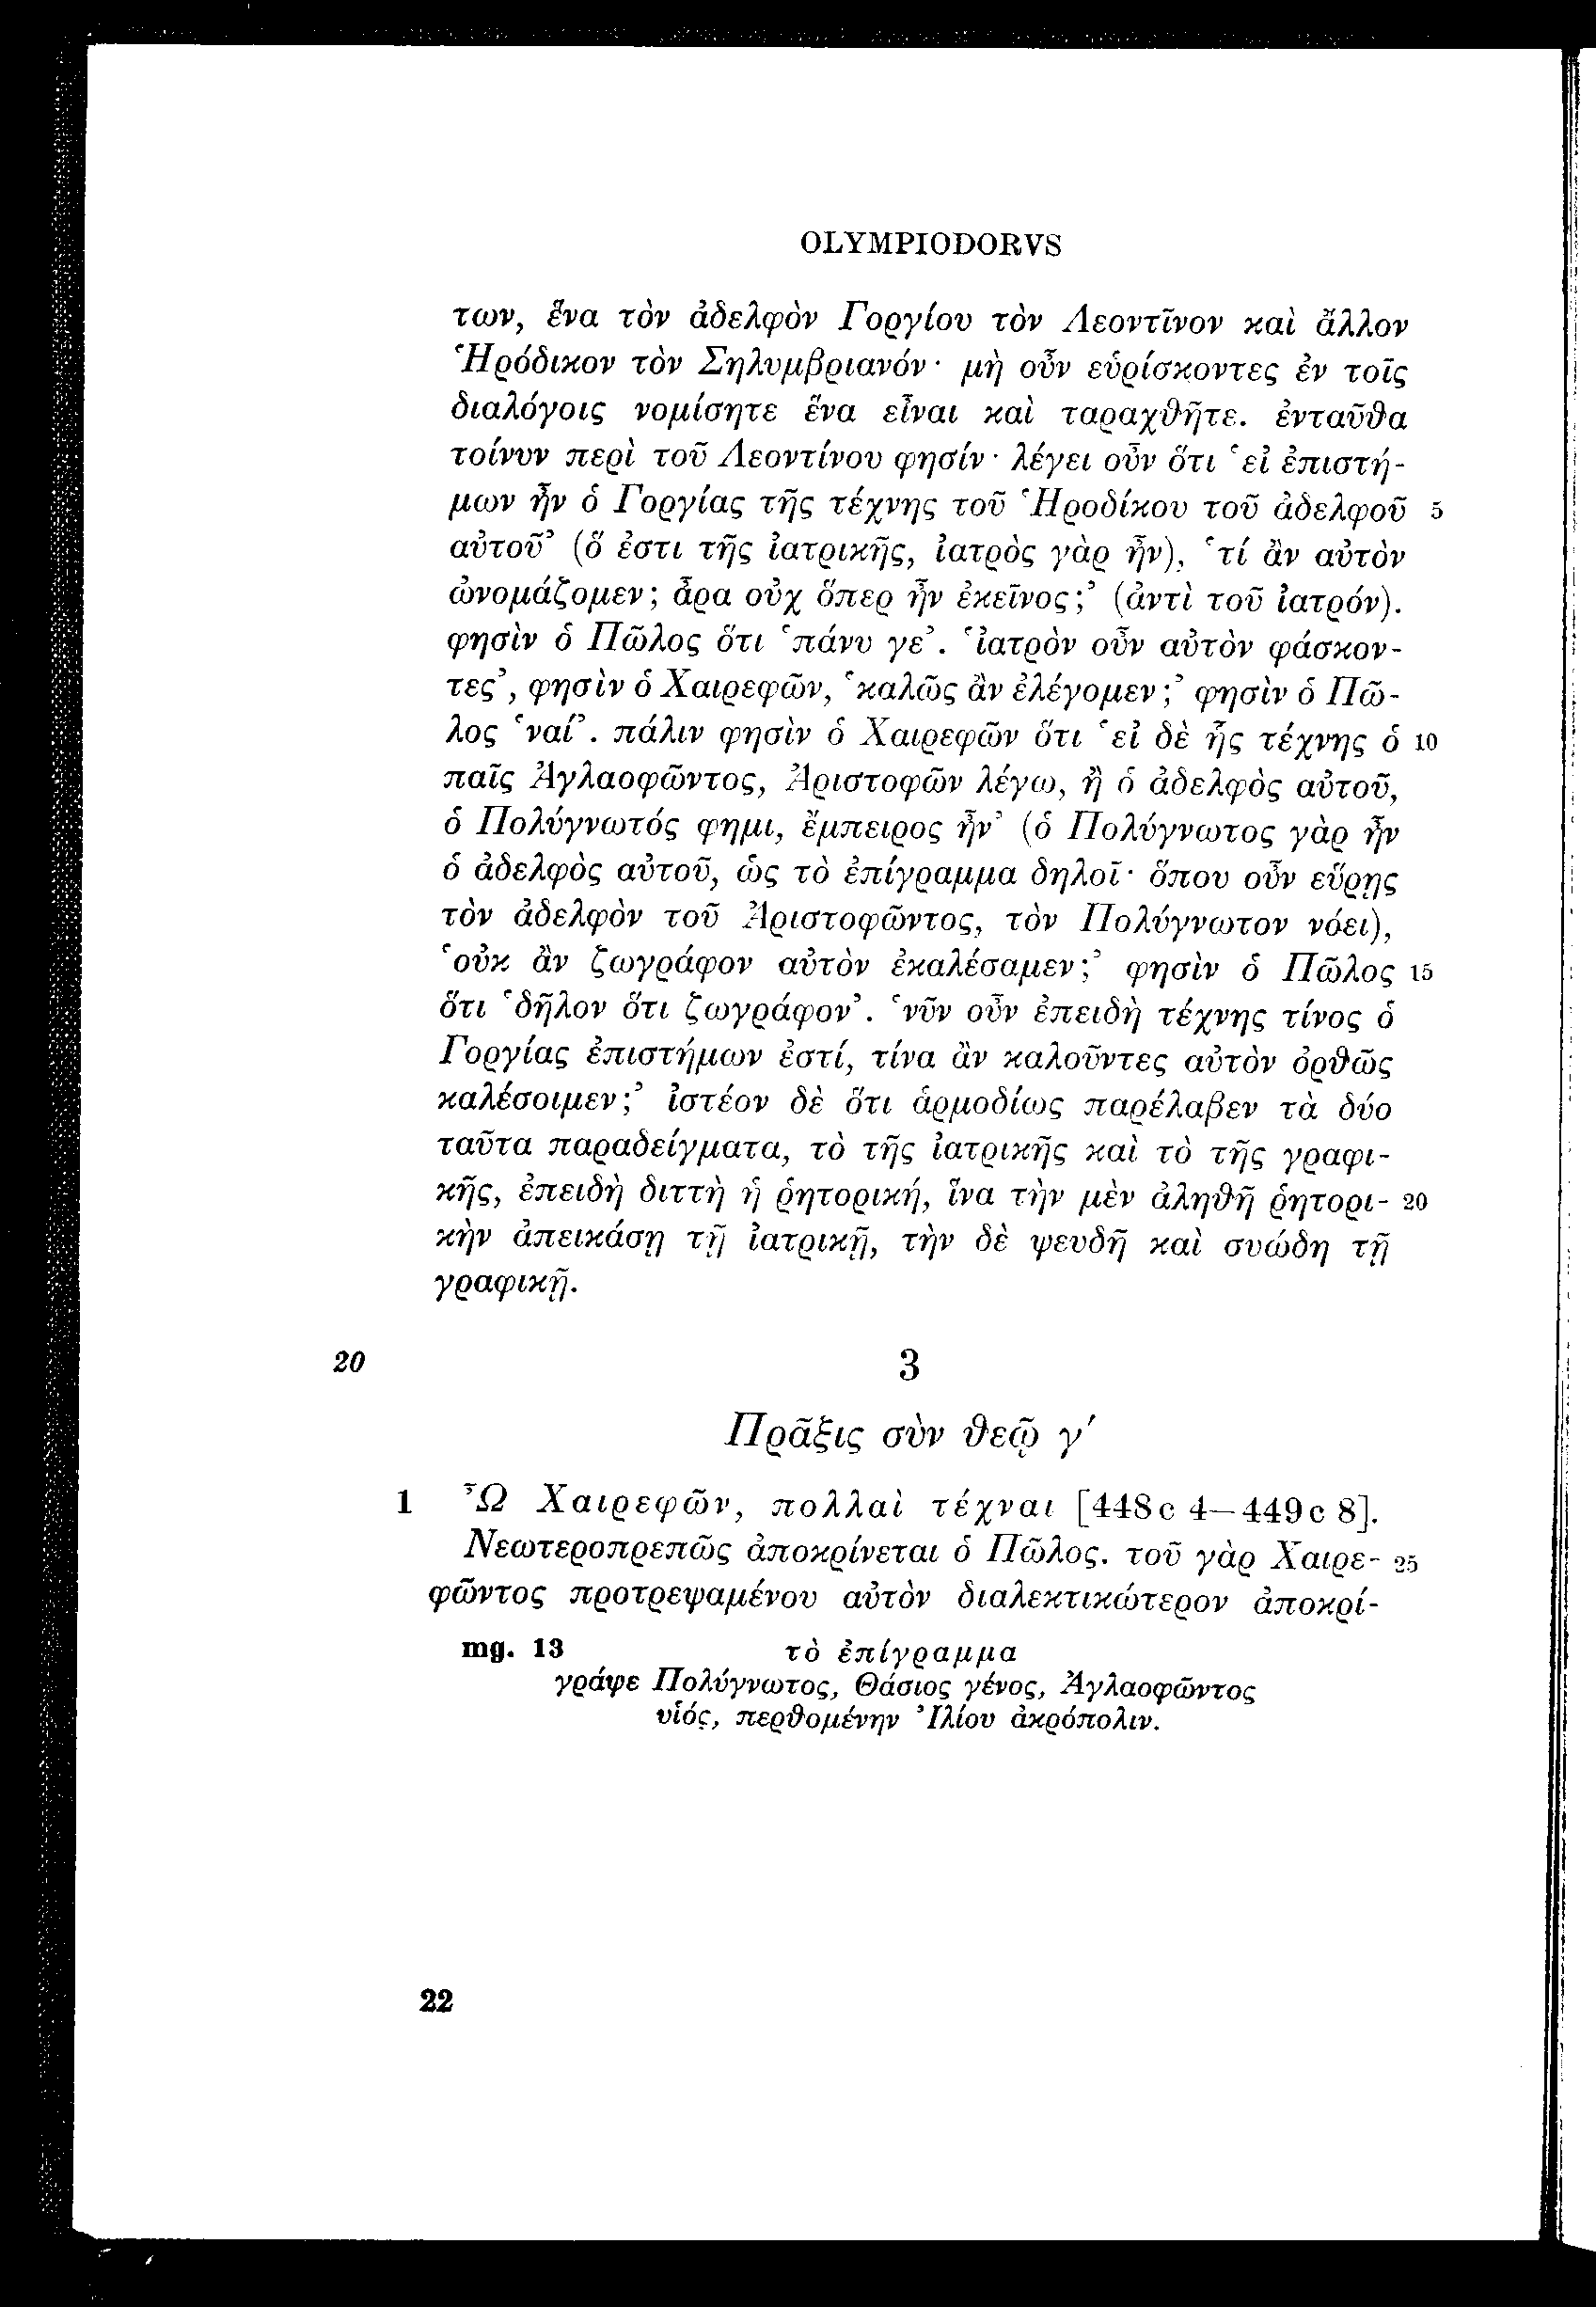 OLYMPIODORVS
των, ἕνα τὸν ἀδελφὸν Γοργίου τὸν Λεοντῖνον καὶ ἄλλον
Ἡρόδικον τὸν Σηλυμβριανόν· μὴ οὖν εὑρίσκοντες ἐν τοῖς
διαλόγοις νομίσητε ἕνα εἶναι καὶ ταραχθῆτε. ἐνταῦθα
τοίνυν περὶ τοῦ Λεοντίνου φησίν· λέγει οὖν ὅτι ‘εἰ ἐπιστή-
μων ἦν ὁ Γοργίας τῆς τέχνης τοῦ Ἡροδίκου τοῦ ἀδελφοῦ 5
αὐτοῦ’ (ὅ ἐστι τῆς ἰατρικῆς, ἰατρὸς γὰρ ἦν), ‘τί ἂν αὐτὸν
ὠνομάζομεν; ἆρα οὐχ ὅπερ ἦν ἐκεῖνος;’ (ἀντὶ τοῦ ἰατρόν).
φησὶν ὁ Πῶλος ὅτι ‘πάνυ γε’. ‘ἰατρὸν οὖν αὐτὸν φάσκον-
τες’, φησὶν ὁ Χαιρεφῶν, ‘καλῶς ἂν ἐλέγομεν;’ φησὶν ὁ Πῶ-
λος ‘ναί’. πάλιν φησὶν ὁ Χαιρεφῶν ὅτι ‘εἰ δὲ ἧς τέχνης ὁ 10
παῖς Ἀγλαοφῶντος, Ἀριστοφῶν λέγω, ἢ ὁ ἀδελφὸς αὐτοῦ,
ὁ Πολύγνωτός φημι, ἔμπειρος ἦν’ (ὁ Πολύγνωτος γὰρ ἦν
ὁ ἀδελφὸς αὐτοῦ, ὡς τὸ ἐπίγραμμα δηλοῖ· ὅπου οὖν εὕρῃς
τὸν ἀδελφὸν τοῦ Ἀριστοφῶντος, τὸν Πολύγνωτον νόει),
‘οὐκ ἂν ζωγράφον αὐτὸν ἐκαλέσαμεν;’ φησὶν ὁ Πῶλος 15
ὅτι ‘δῆλον ὅτι ζωγράφον’. ‘νῦν οὖν ἐπειδὴ τέχνης τίνος ὁ
Γοργίας ἐπιστήμων ἐστί, τίνα ἂν καλοῦντες αὐτὸν ὀρθῶς
καλέσοιμεν;’ ἰστέον δὲ ὅτι ἁρμοδίως παρέλαβεν τὰ δύο
ταῦτα παραδείγματα, τὸ τῆς ἰατρικῆς καὶ τὸ τῆς γραφι-
κῆς, ἐπειδὴ διττὴ ἡ ῥητορική, ἵνα τὴν μὲν ἀληθῆ ῥητορι- 20
κὴν ἀπεικάσῃ τῇ ἰατρικῇ, τὴν δὲ ψευδῆ καὶ συώδη τῇ
γραφικῇ.
20 3
Πρᾶξις σὺν θεῷ γ′
1 Ὦ Χαιρεφῶν, πολλαὶ τέχναι [448c 4—449c 8].
Νεωτεροπρεπῶς ἀποκρίνεται ὁ Πῶλος. τοῦ γὰρ Χαιρε- 25
φῶντος προτρεψαμένου αὐτὸν διαλεκτικώτερον ἀποκρί-
mg. 13 τὸ ἐπίγραμμα
γράψε Πολύγνωτος, Θάσιος γένος, Ἀγλαοφῶντος
υἱός, περθομένην Ἰλίου ἀκρόπολιν.
22